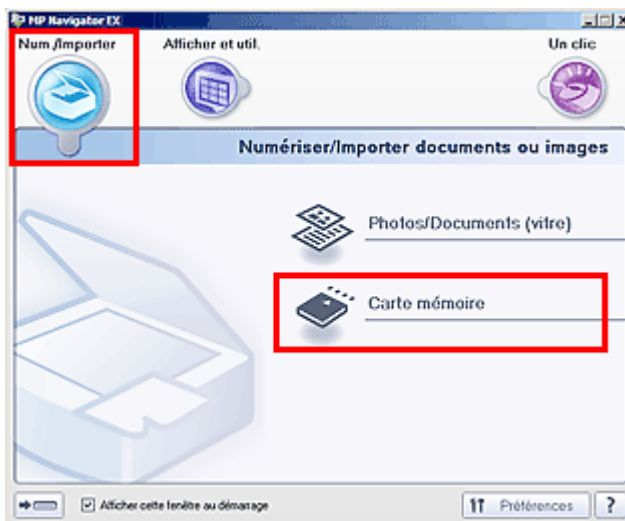 MP Navigator EX
Num./Importer
Afficher et util.
Un clic
Numériser/Importer documents ou images
Photos/Documents (vitre)
Carte mémoire
Afficher cette fenêtre au démarrage
Préférences
?